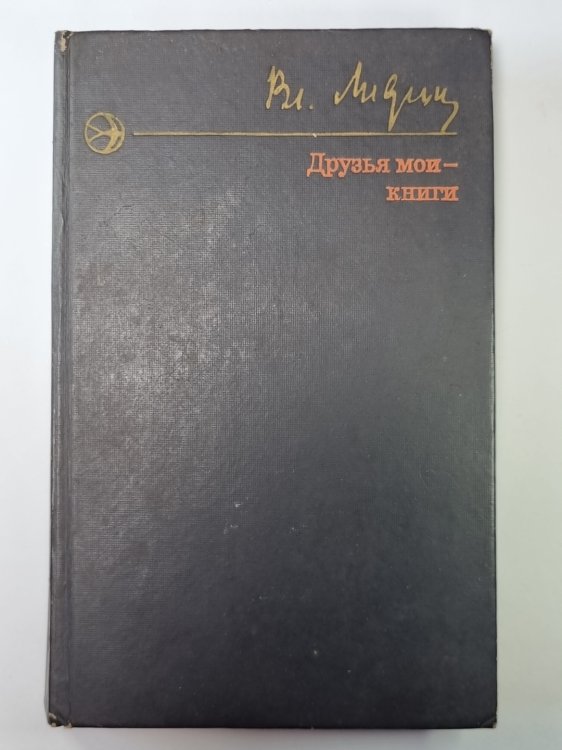 Вл. Лидин
Друзья мои —
книги